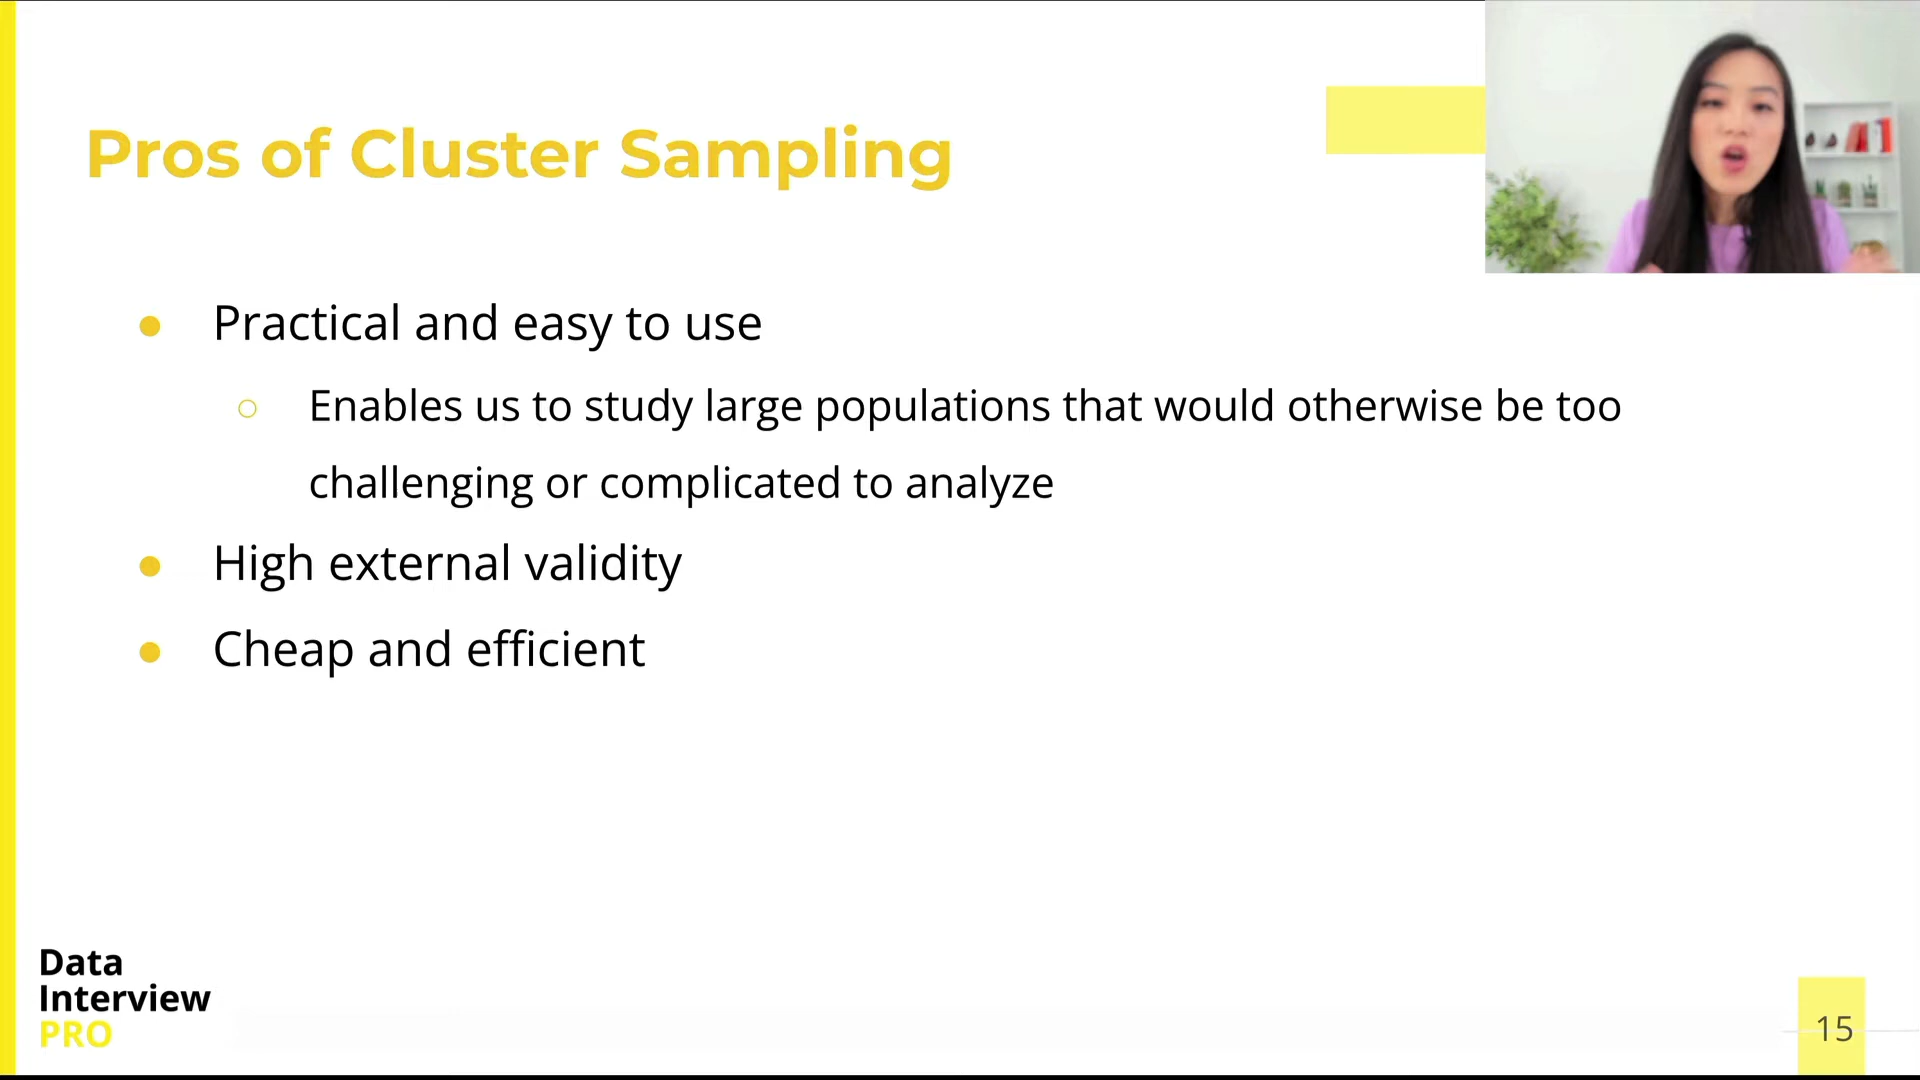 Pros of Cluster Sampling
Practical and easy to use
Enables us to study large populations that would otherwise be too
challenging or complicated to analyze
High external validity
Cheap and efficient
Data
Interview
PRO
15